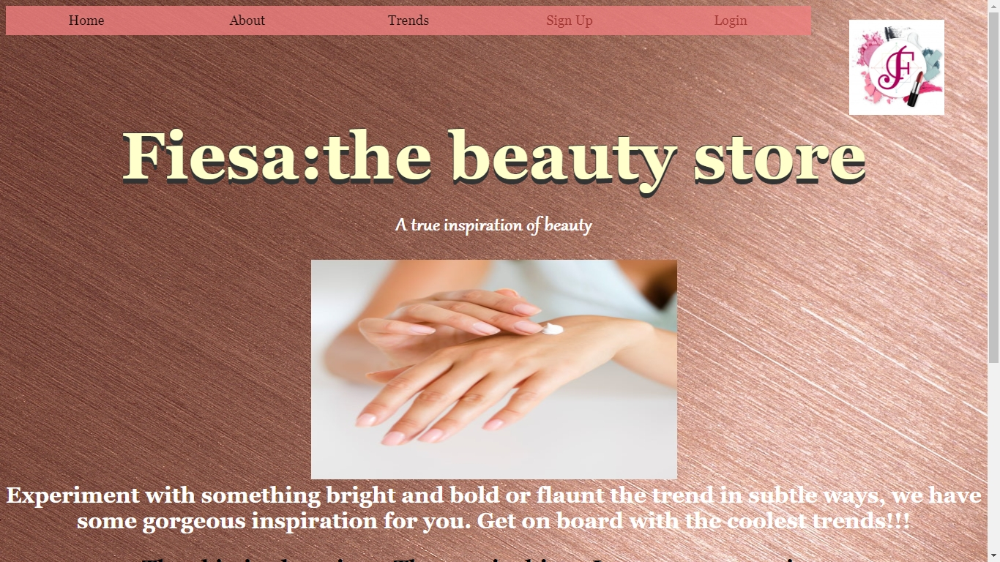 Home About Trends Sign Up Login
F
Fiesa:the beauty store
A true inspiration of beauty
Experiment with something bright and bold or flaunt the trend in subtle ways, we have
some gorgeous inspiration for you. Get on board with the coolest trends!!!